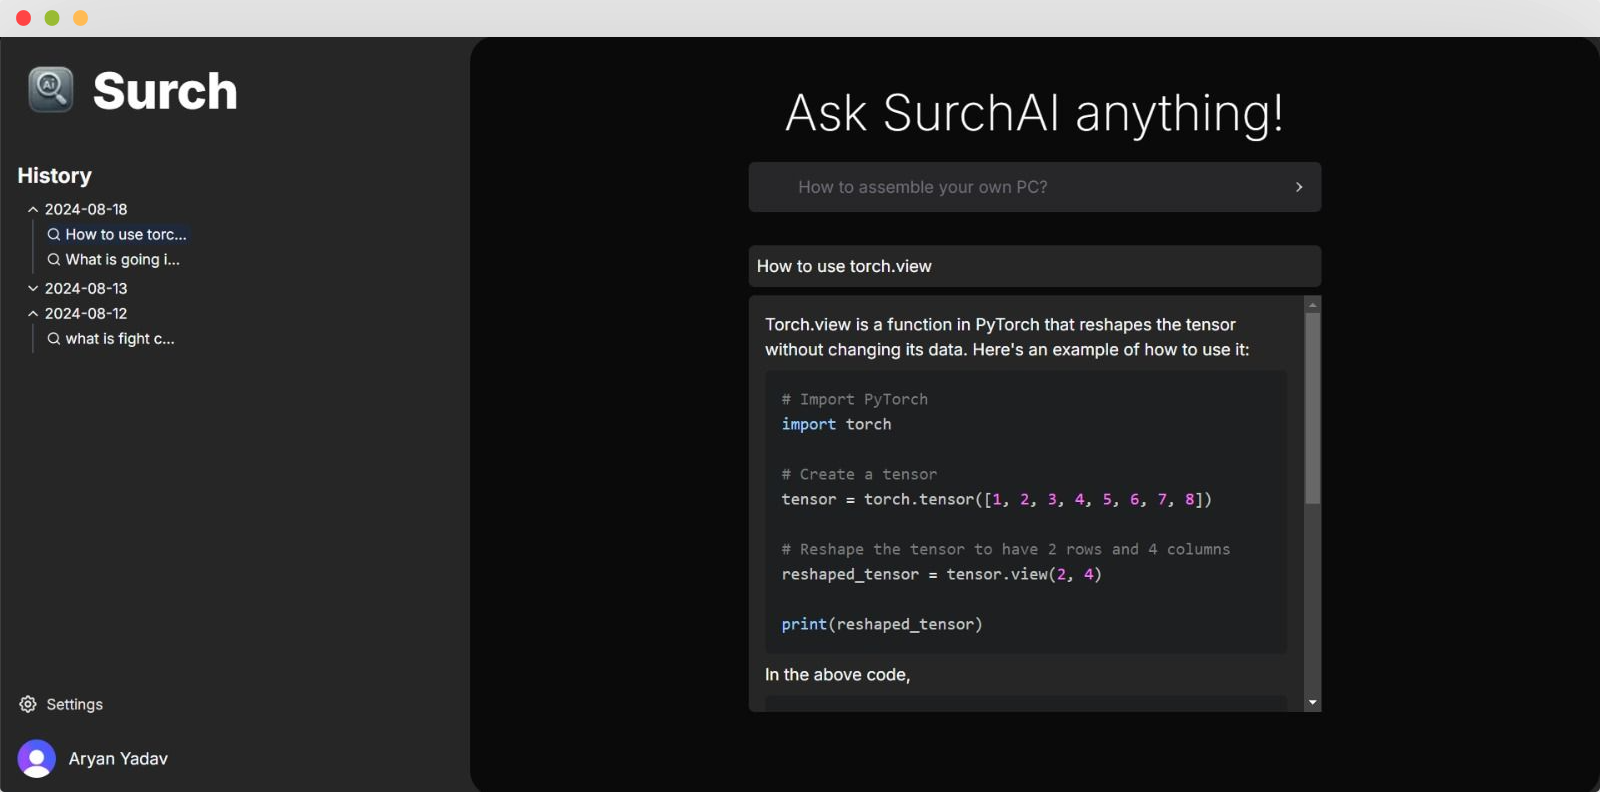 Ai
Surch
History
2024-08-18
How to use torc...
What is going i...
2024-08-13
2024-08-12
what is fight c...
Settings
Aryan Yadav
Ask SurchAI anything!
How to assemble your own PC?
How to use torch.view
Torch.view is a function in PyTorch that reshapes the tensor
without changing its data. Here's an example of how to use it:
# Import PyTorch
import torch
# Create a tensor
tensor = torch.tensor([1, 2, 3, 4, 5, 6, 7, 8])
# Reshape the tensor to have 2 rows and 4 columns
reshaped_tensor = tensor.view(2, 4)
print(reshaped_tensor)
In the above code,